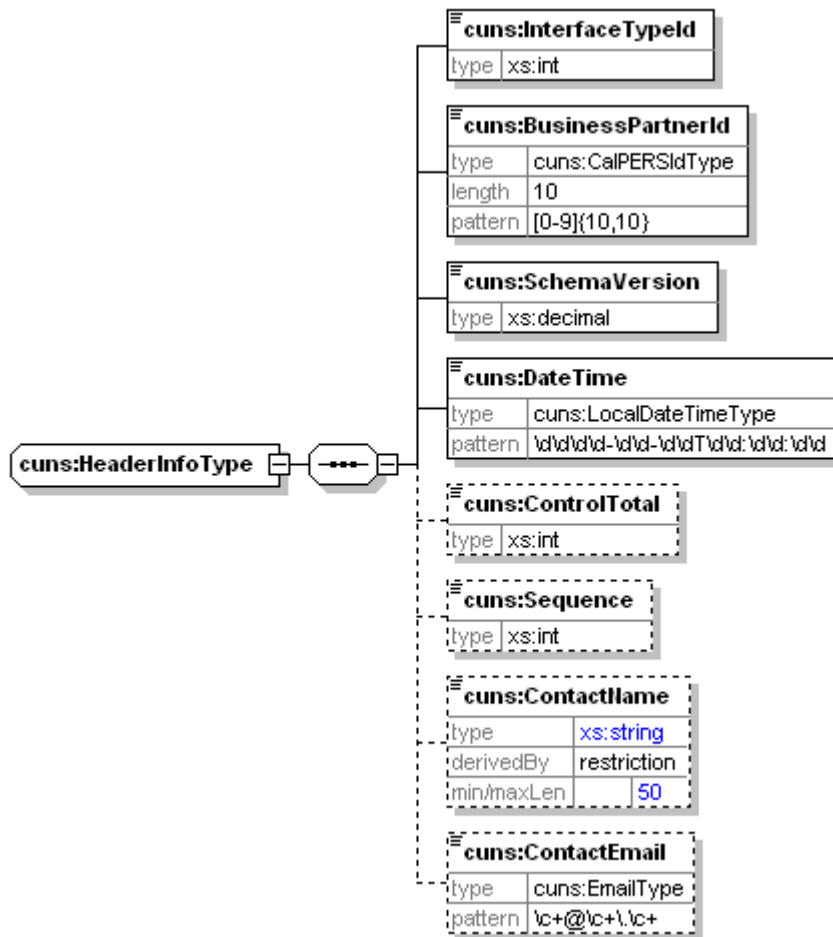 cuns:InterfaceTypeId
type xs:int
cuns:BusinessPartnerId
type cuns:CalPERSIdType
length 10
pattern [0-9]{10,10}
cuns:SchemaVersion
type xs:decimal
cuns:DateTime
type cuns:LocalDateTimeType
pattern \d\d\d\d-\d\d-\d\dT\d\d:\d\d:\d\d
cuns:HeaderInfoType
cuns:ControlTotal
type xs:int
cuns:Sequence
type xs:int
cuns:ContactName
type xs:string
derivedBy restriction
min/maxLen 50
cuns:ContactEmail
type cuns:EmailType
pattern \c+@\c+\.\c+